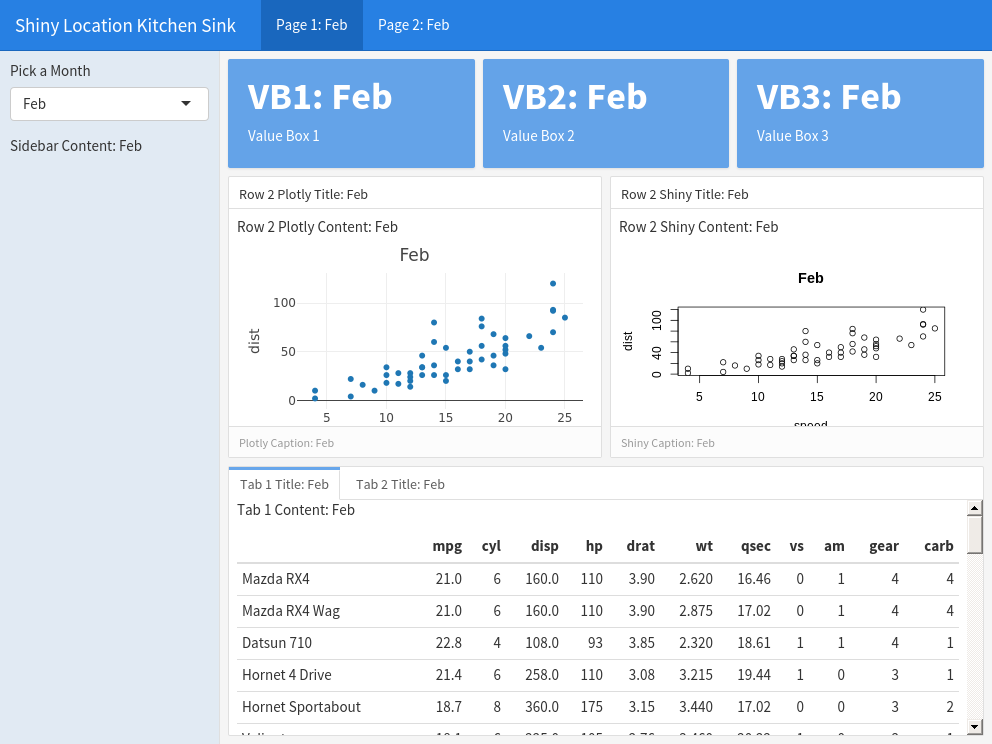 Shiny Location Kitchen Sink Page 1: Feb Page 2: Feb
Pick a Month
Feb
Sidebar Content: Feb
VB1: Feb
Value Box 1
VB2: Feb
Value Box 2
VB3: Feb
Value Box 3
Row 2 Plotly Title: Feb
Row 2 Plotly Content: Feb
Feb
dist
100
50
0
5 10 15 20 25
Plotly Caption: Feb
Row 2 Shiny Title: Feb
Row 2 Shiny Content: Feb
Feb
dist
100
40
0
5 10 15 20 25
speed
Shiny Caption: Feb
Tab 1 Title: Feb Tab 2 Title: Feb
Tab 1 Content: Feb
mpg cyl disp hp drat wt qsec vs am gear carb
Mazda RX4 21.0 6 160.0 110 3.90 2.620 16.46 0 1 4 4
Mazda RX4 Wag 21.0 6 160.0 110 3.90 2.875 17.02 0 1 4 4
Datsun 710 22.8 4 108.0 93 3.85 2.320 18.61 1 1 4 1
Hornet 4 Drive 21.4 6 258.0 110 3.08 3.215 19.44 1 0 3 1
Hornet Sportabout 18.7 8 360.0 175 3.15 3.440 17.02 0 0 3 2